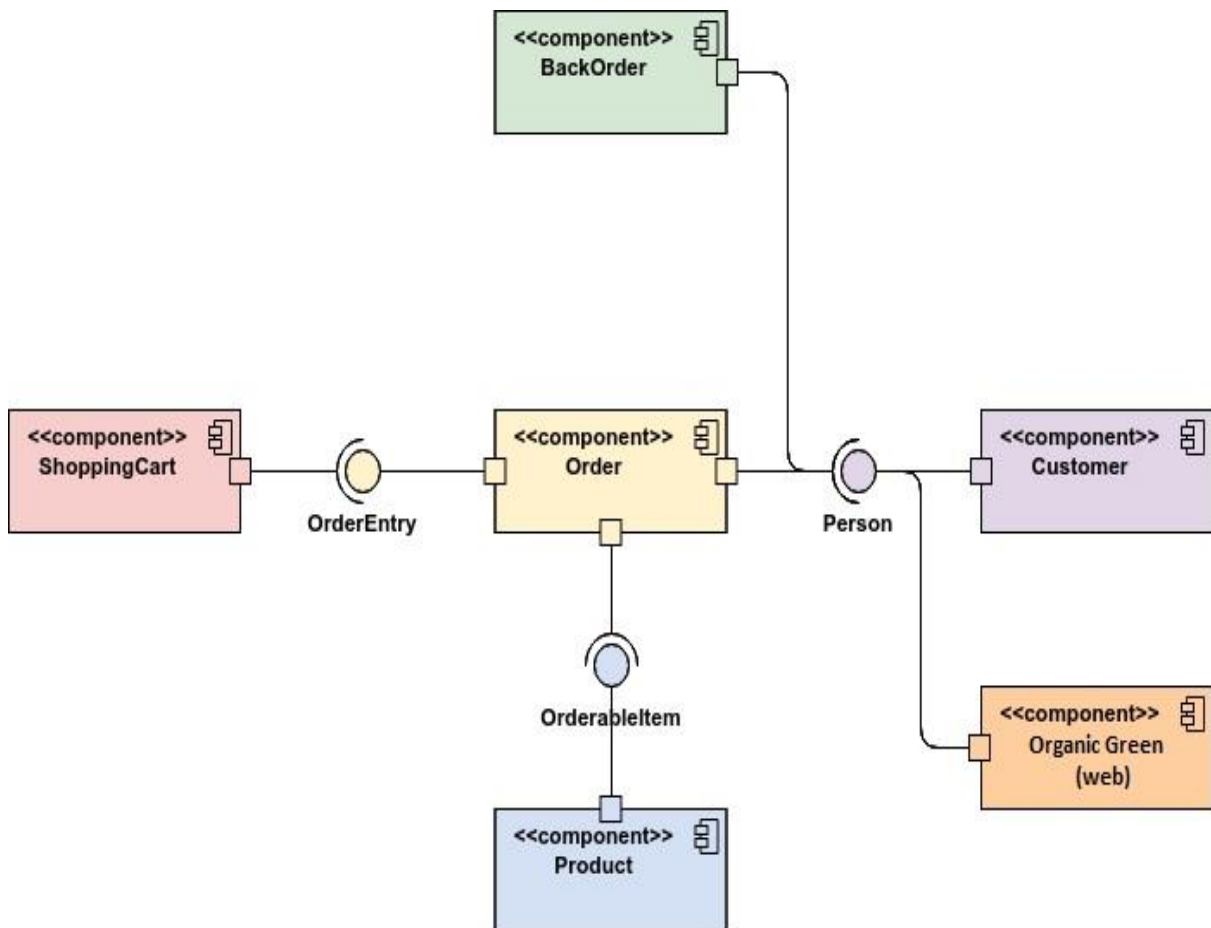 <<component>>
BackOrder
<<component>>
ShoppingCart
OrderEntry
<<component>>
Order
Person
<<component>>
Customer
OrderableItem
<<component>>
Organic Green
(web)
<<component>>
Product